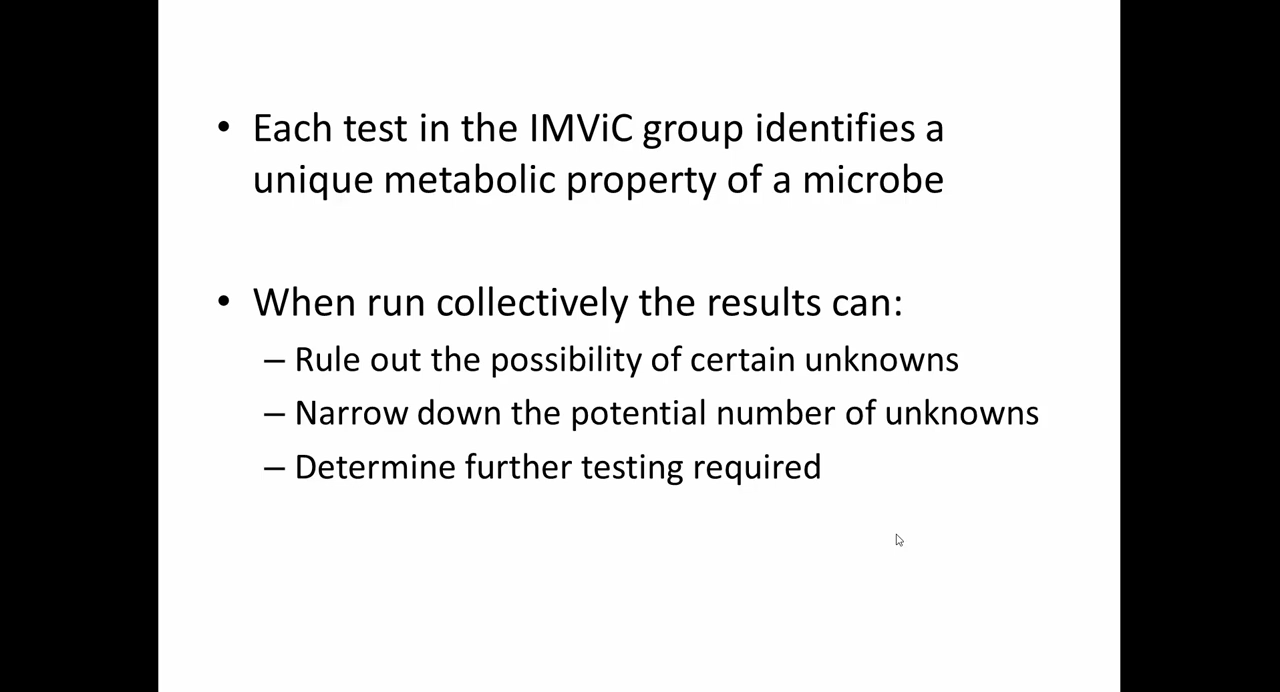 • Each test in the IMViC group identifies a
unique metabolic property of a microbe
• When run collectively the results can:
– Rule out the possibility of certain unknowns
– Narrow down the potential number of unknowns
– Determine further testing required